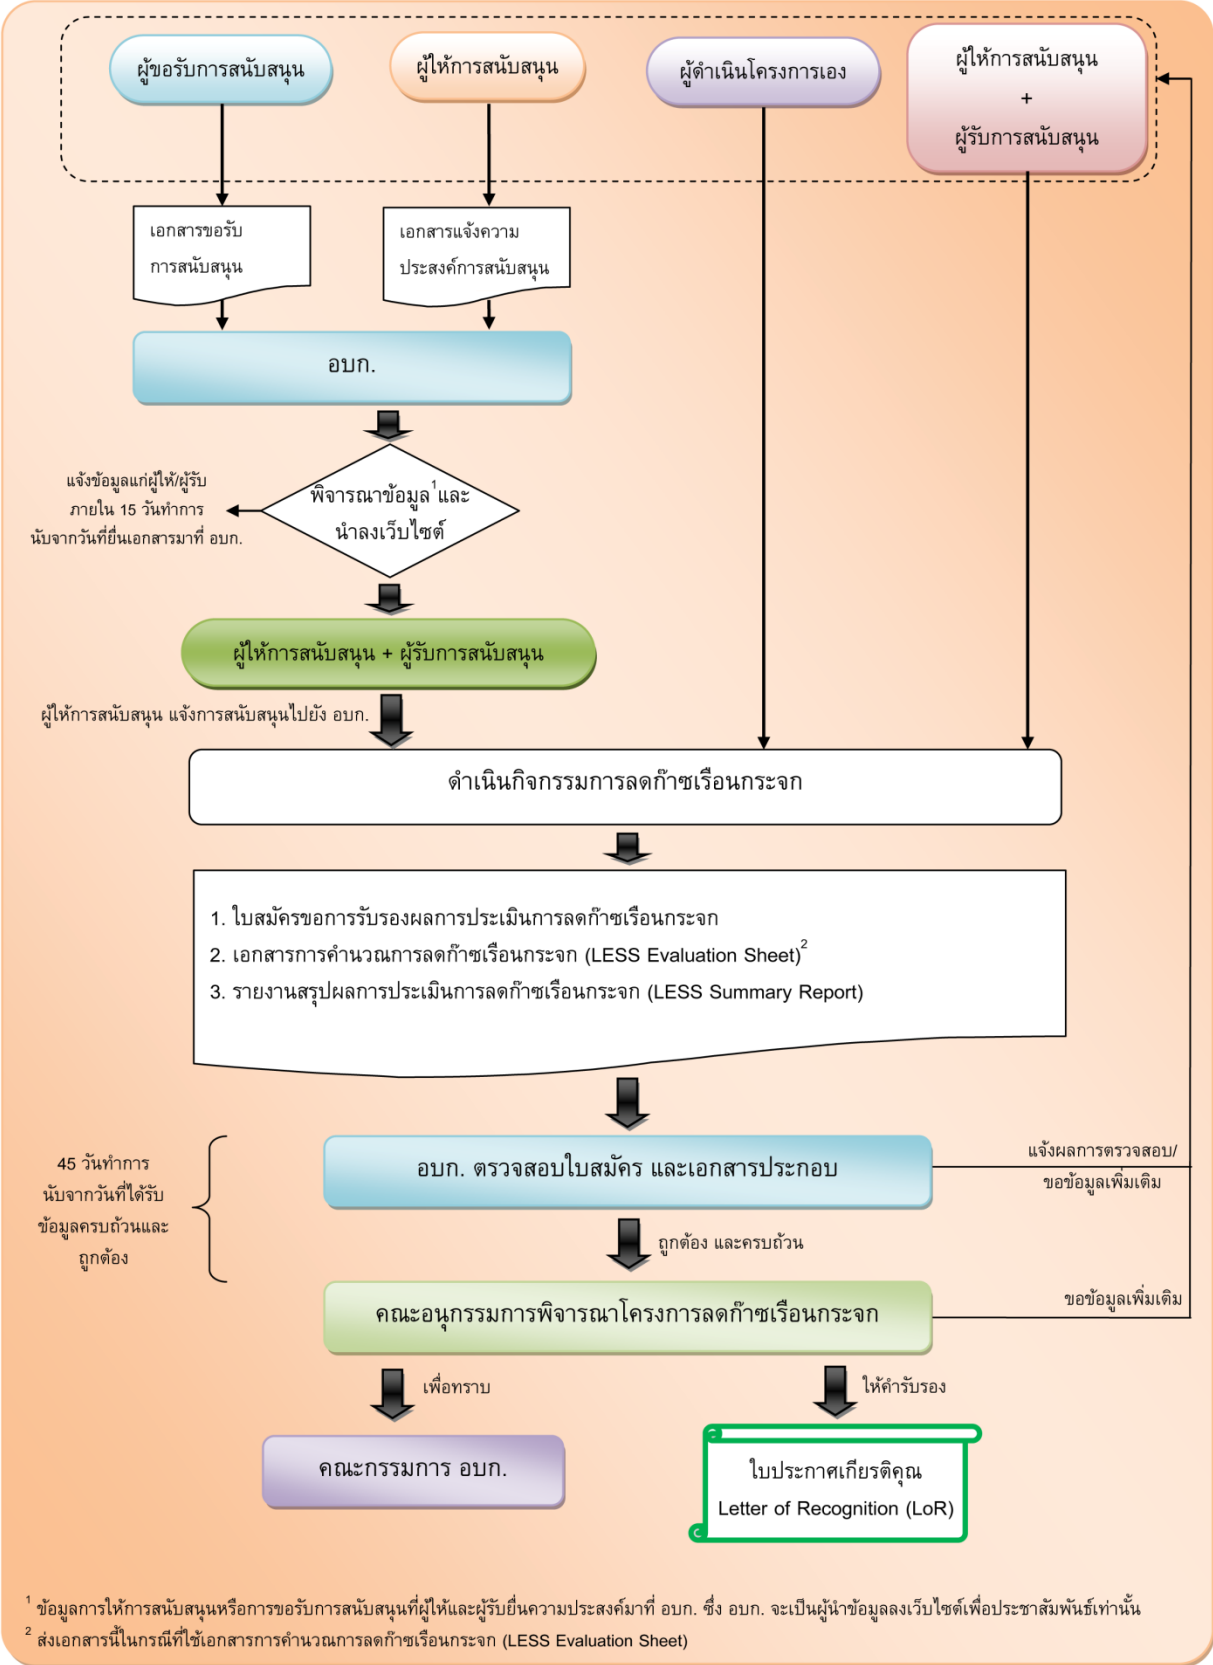 ผู้ขอรับการสนับสนุน
ผู้ให้การสนับสนุน
ผู้ดำเนินโครงการเอง
ผู้ให้การสนับสนุน
+
ผู้รับการสนับสนุน
เอกสารขอรับ
การสนับสนุน
เอกสารแจ้งความ
ประสงค์การสนับสนุน
อบก.
พิจารณาข้อมูล¹และ
นำลงเว็บไซต์
แจ้งข้อมูลแก่ผู้ให้/ผู้รับ
ภายใน 15 วันทำการ
นับจากวันที่ยื่นเอกสารมาที่ อบก.
ผู้ให้การสนับสนุน + ผู้รับการสนับสนุน
ผู้ให้การสนับสนุน แจ้งการสนับสนุนไปยัง อบก.
ดำเนินกิจกรรมการลดก๊าซเรือนกระจก
1. ใบสมัครขอการรับรองผลการประเมินการลดก๊าซเรือนกระจก
2. เอกสารการคำนวณการลดก๊าซเรือนกระจก (LESS Evaluation Sheet)²
3. รายงานสรุปผลการประเมินการลดก๊าซเรือนกระจก (LESS Summary Report)
45 วันทำการ
นับจากวันที่ได้รับ
ข้อมูลครบถ้วนและ
ถูกต้อง
อบก. ตรวจสอบใบสมัคร และเอกสารประกอบ
แจ้งผลการตรวจสอบ/
ขอข้อมูลเพิ่มเติม
ถูกต้อง และครบถ้วน
คณะอนุกรรมการพิจารณาโครงการลดก๊าซเรือนกระจก
ขอข้อมูลเพิ่มเติม
เพื่อทราบ
ให้คำรับรอง
คณะกรรมการ อบก.
ใบประกาศเกียรติคุณ
Letter of Recognition (LoR)
¹ ข้อมูลการให้การสนับสนุนหรือการขอรับการสนับสนุนที่ผู้ให้และผู้รับยื่นความประสงค์มาที่ อบก. ซึ่ง อบก. จะเป็นผู้นำข้อมูลลงเว็บไซต์เพื่อประชาสัมพันธ์เท่านั้น
² ส่งเอกสารนี้ในกรณีที่ใช้เอกสารการคำนวณการลดก๊าซเรือนกระจก (LESS Evaluation Sheet)